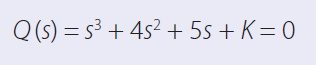 Q(s) = s³ + 4s² + 5s + K = 0